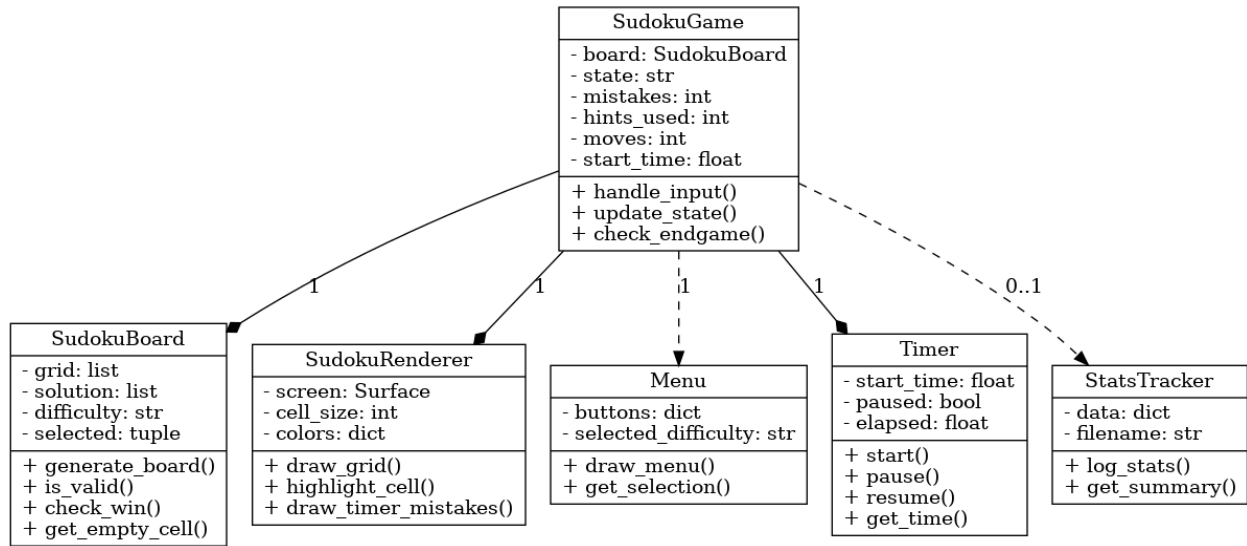 SudokuGame
- board: SudokuBoard
- state: str
- mistakes: int
- hints_used: int
- moves: int
- start_time: float
+ handle_input()
+ update_state()
+ check_endgame()
1
1
1
1
0..1
SudokuBoard
- grid: list
- solution: list
- difficulty: str
- selected: tuple
+ generate_board()
+ is_valid()
+ check_win()
+ get_empty_cell()
SudokuRenderer
- screen: Surface
- cell_size: int
- colors: dict
+ draw_grid()
+ highlight_cell()
+ draw_timer_mistakes()
Menu
- buttons: dict
- selected_difficulty: str
+ draw_menu()
+ get_selection()
Timer
- start_time: float
- paused: bool
- elapsed: float
+ start()
+ pause()
+ resume()
+ get_time()
StatsTracker
- data: dict
- filename: str
+ log_stats()
+ get_summary()